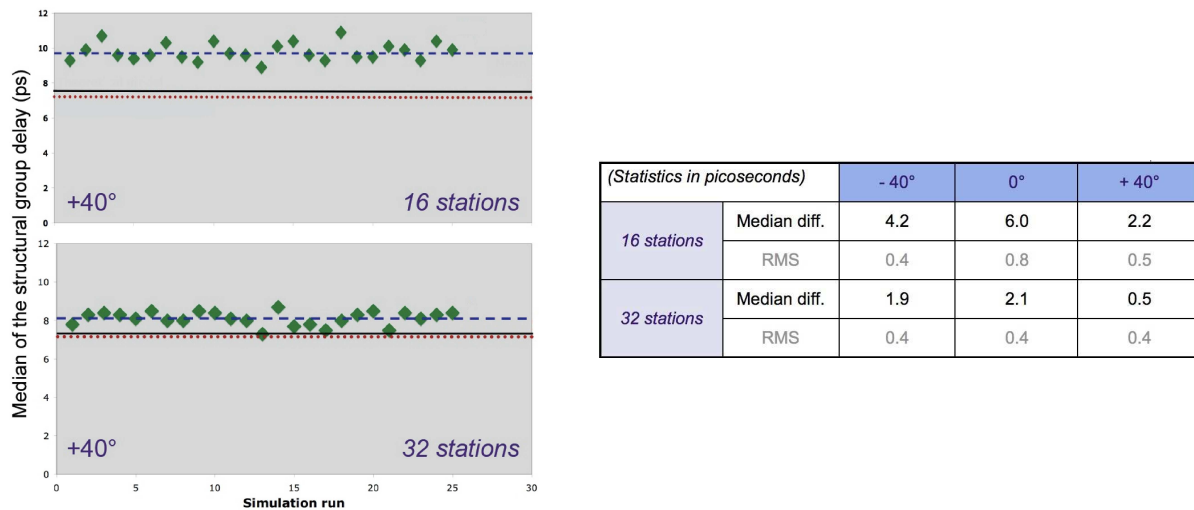 Median of the structural group delay (ps)
12
10
8
6
4
2
0
+40° 16 stations
12
10
8
6
4
2
0
+40° 32 stations
0 5 10 15 20 25 30
Simulation run
(Statistics in picoseconds) - 40° 0° + 40°
16 stations Median diff. 4.2 6.0 2.2
RMS 0.4 0.8 0.5
32 stations Median diff. 1.9 2.1 0.5
RMS 0.4 0.4 0.4